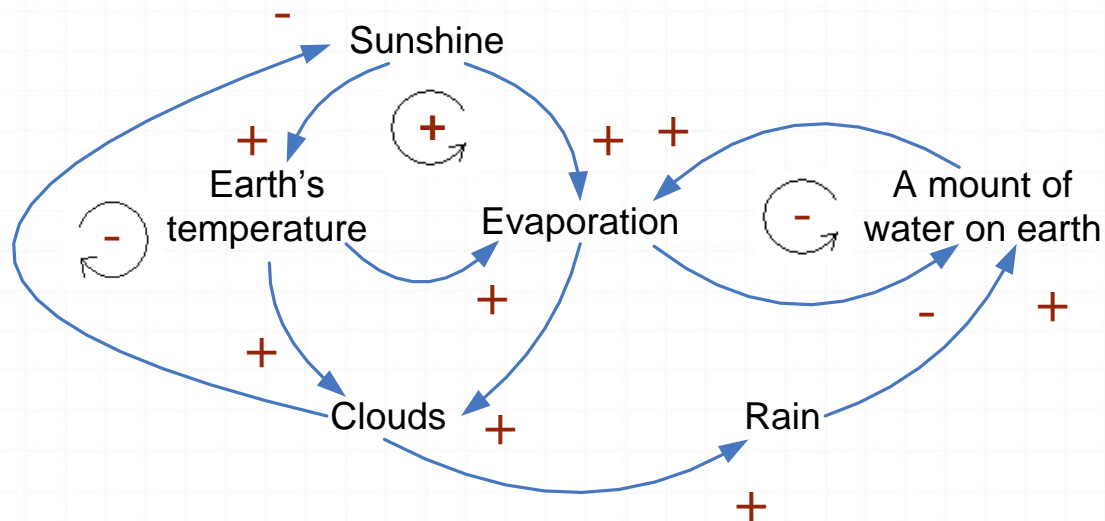 -
Sunshine
+
+
+
+
Earth's
temperature
-
Evaporation
-
A mount of
water on earth
+
-
+
+
Clouds
+
Rain
+